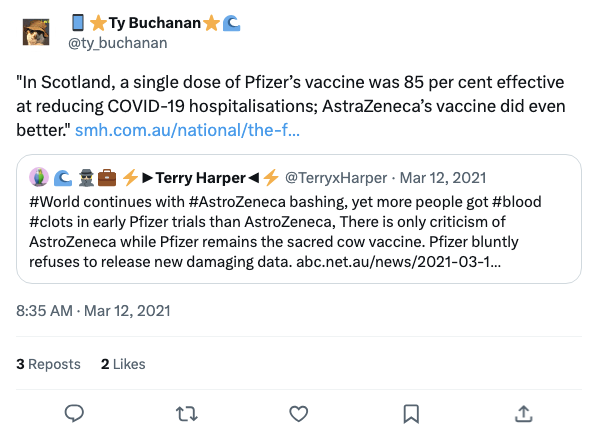 Ty Buchanan
@ty_buchanan
"In Scotland, a single dose of Pfizer’s vaccine was 85 per cent effective
at reducing COVID-19 hospitalisations; AstraZeneca’s vaccine did even
better." smh.com.au/national/the-f...
Terry Harper @TerryxHarper · Mar 12, 2021
#World continues with #AstroZeneca bashing, yet more people got #blood
#clots in early Pfizer trials than AstroZeneca, There is only criticism of
AstroZeneca while Pfizer remains the sacred cow vaccine. Pfizer bluntly
refuses to release new damaging data. abc.net.au/news/2021-03-1...
8:35 AM · Mar 12, 2021
3 Reposts 2 Likes